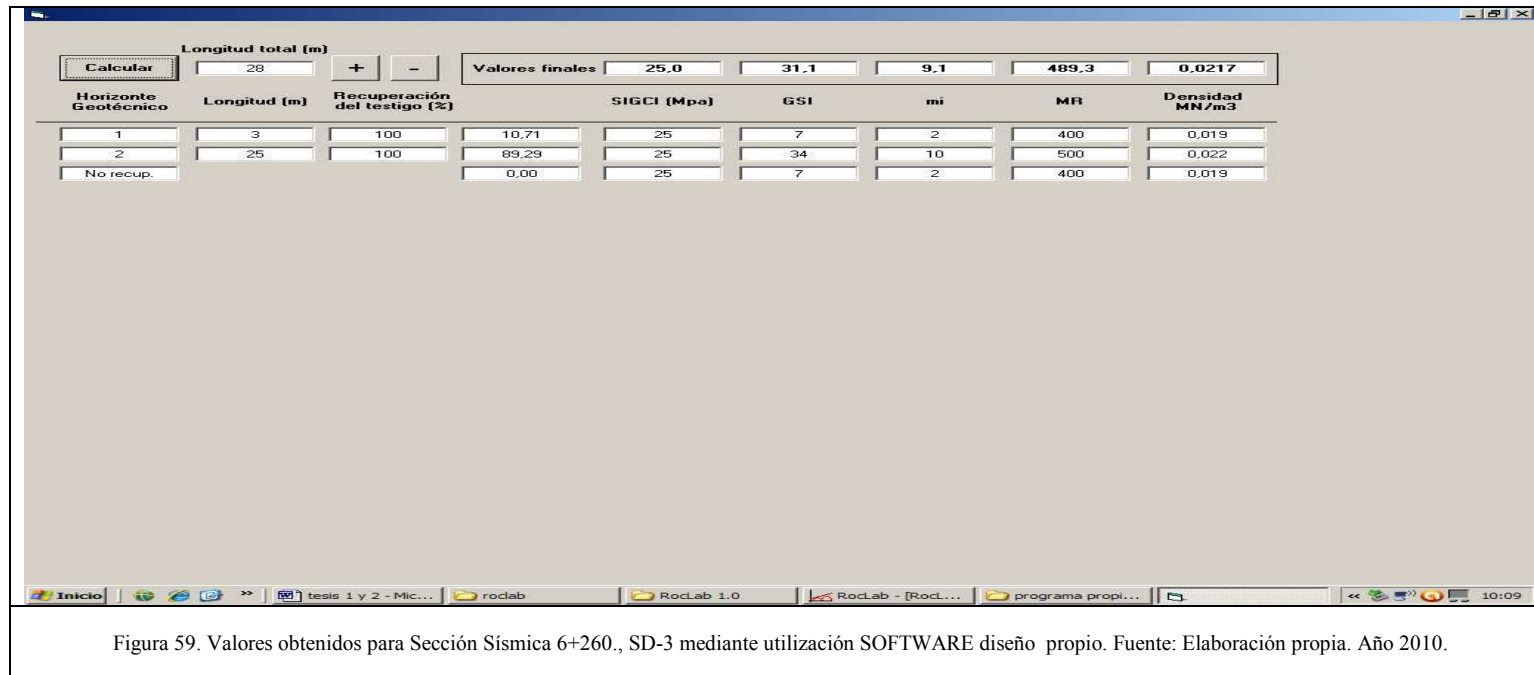 Longitud total (m)
Calcular 28 + - Valores finales 25,0 31,1 9,1 489,3 0,0217
Horizonte Geotécnico Longitud (m) Recuperación del testigo (%) SIGCI (Mpa) GSI mi MR Densidad MN/m3
1 3 100 10,71 25 7 2 400 0,019
2 25 100 89,29 25 34 10 500 0,022
No recup. 0,00 25 7 2 400 0,019
Inicio » tesis 1 y 2 - Mic... roclab RocLab 1.0 RocLab - [RocL... programa propi... « 10:09
Figura 59. Valores obtenidos para Sección Sísmica 6+260., SD-3 mediante utilización SOFTWARE diseño propio. Fuente: Elaboración propia. Año 2010.